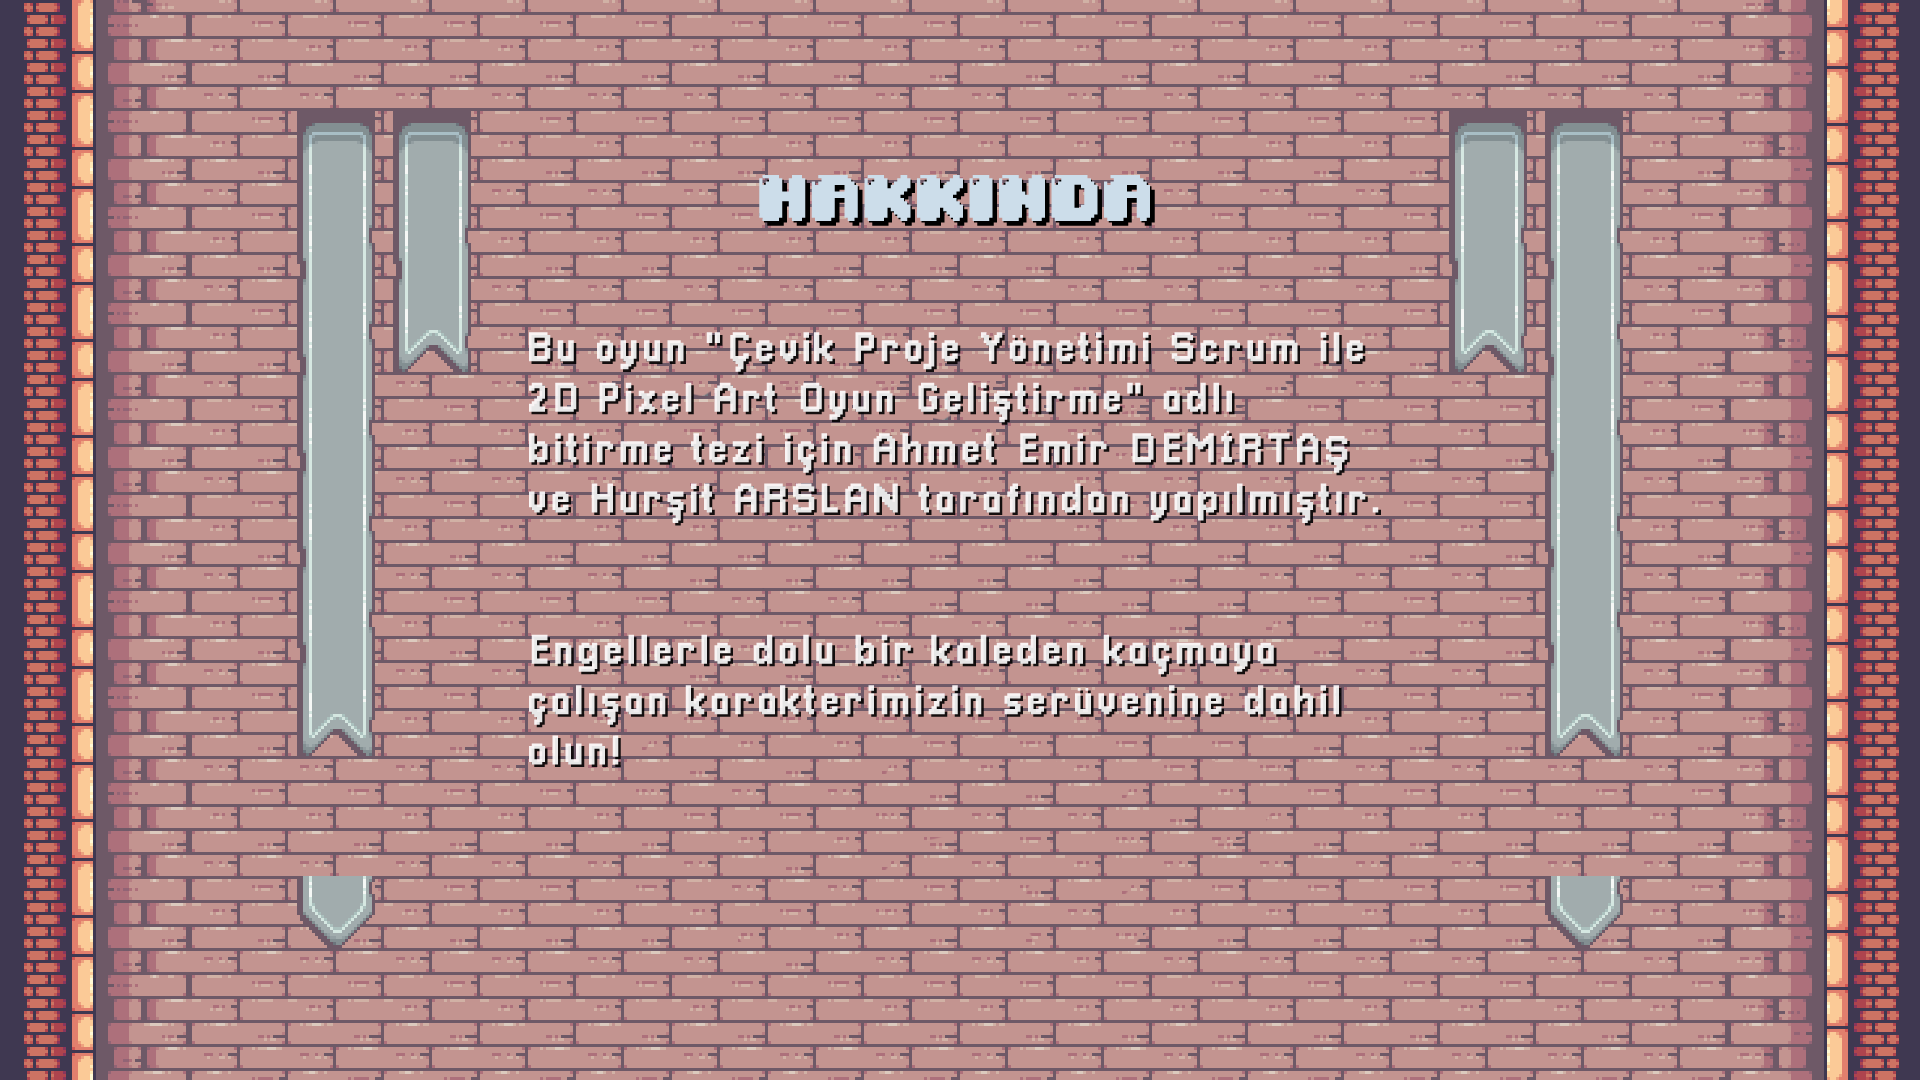 HAKKINDA
Bu oyun "Çevik Proje Yönetimi Scrum ile
2D Pixel Art Oyun Geliştirme" adlı
bitirme tezi için Ahmet Emir DEMİRTAŞ
ve Hurşit ARSLAN tarafından yapılmıştır.
Engellerle dolu bir kaleden kaçmaya
çalışan karakterimizin serüvenine dahil
olun!